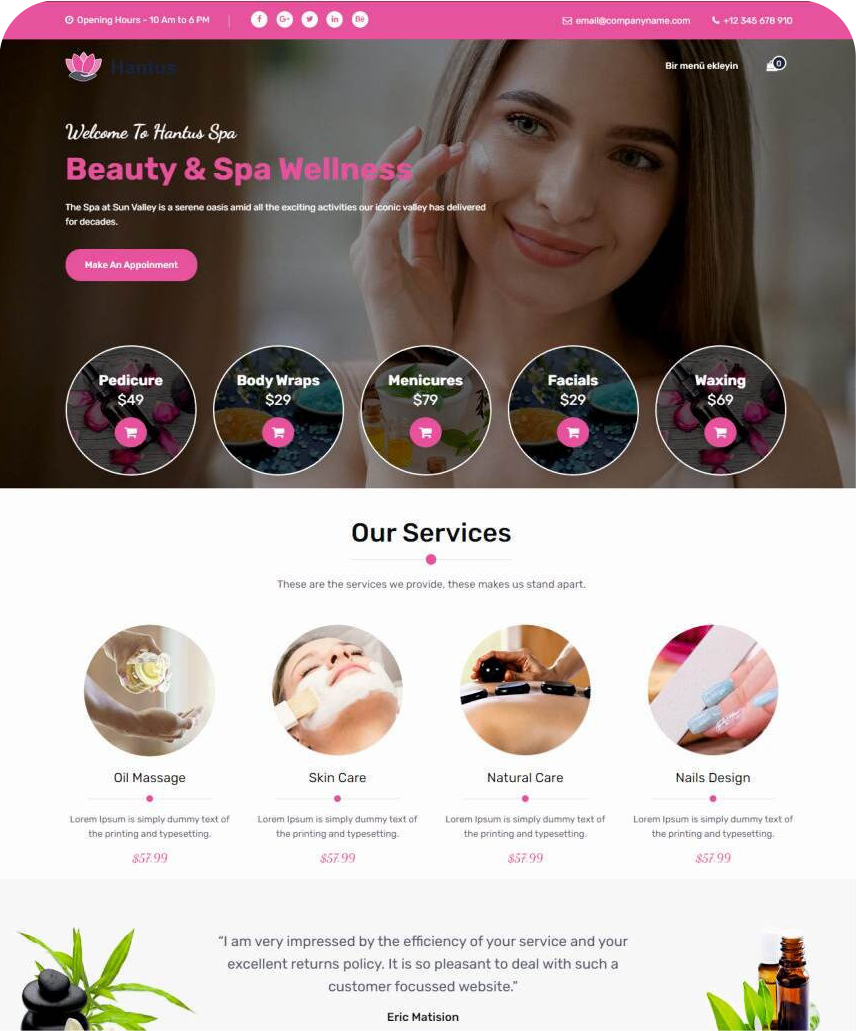 Opening Hours - 10 Am to 6 PM
f G+ in Bē
email@companyname.com
+12 345 678 910
Hantus
Bir menü ekleyin
0
Welcome To Hantus Spa
Beauty & Spa Wellness
The Spa at Sun Valley is a serene oasis amid all the exciting activities our iconic valley has delivered
for decades.
Make An Appoinment
Pedicure
$49
Body Wraps
$29
Menicures
$79
Facials
$29
Waxing
$69
Our Services
These are the services we provide, these makes us stand apart.
Oil Massage
Lorem Ipsum is simply dummy text of
the printing and typesetting.
$57.99
Skin Care
Lorem Ipsum is simply dummy text of
the printing and typesetting.
$57.99
Natural Care
Lorem Ipsum is simply dummy text of
the printing and typesetting.
$57.99
Nails Design
Lorem Ipsum is simply dummy text of
the printing and typesetting.
$57.99
“I am very impressed by the efficiency of your service and your
excellent returns policy. It is so pleasant to deal with such a
customer focussed website.”
Eric Matision